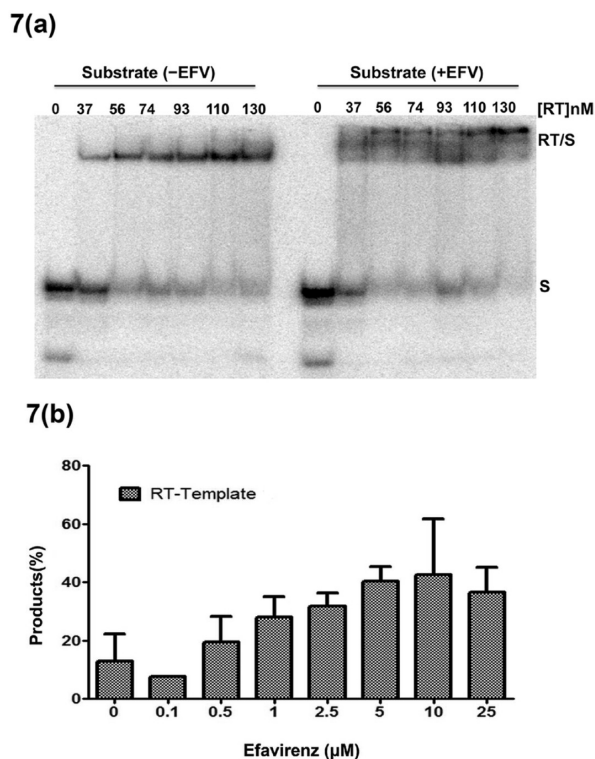 7(a)
Substrate (−EFV) Substrate (+EFV)
0 37 56 74 93 110 130 0 37 56 74 93 110 130 [RT]nM
RT/S
S
7(b)
80
60
40
20
0
Products(%)
RT-Template
0 0.1 0.5 1 2.5 5 10 25
Efavirenz (µM)